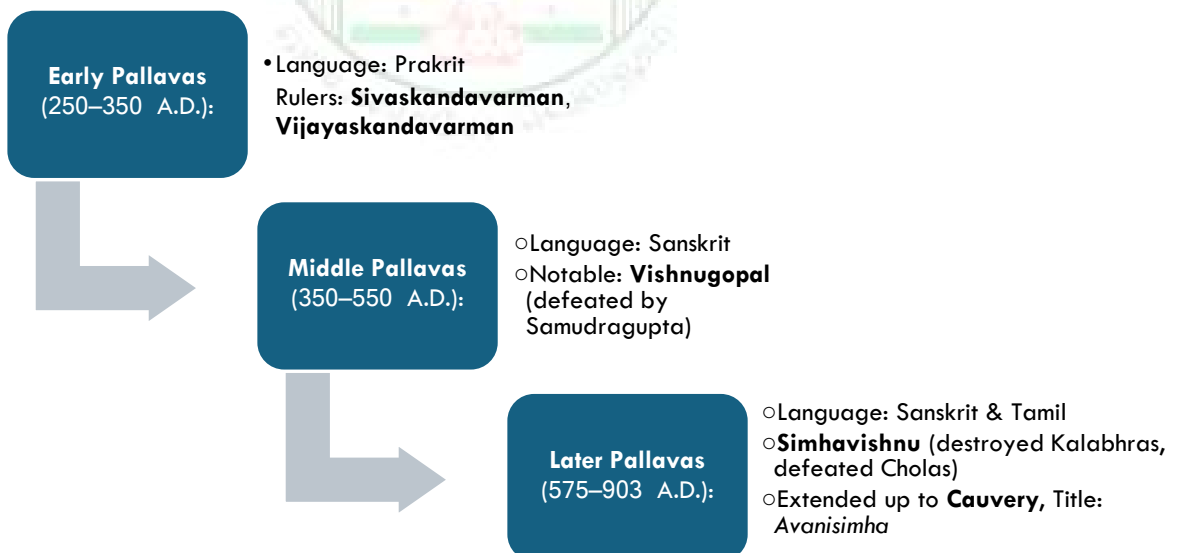 Early Pallavas
(250–350 A.D.):
•Language: Prakrit
Rulers: Sivaskandavarman,
Vijayaskandavarman
Middle Pallavas
(350–550 A.D.):
○Language: Sanskrit
○Notable: Vishnugopal
(defeated by
Samudragupta)
Later Pallavas
(575–903 A.D.):
○Language: Sanskrit & Tamil
○Simhavishnu (destroyed Kalabhras,
defeated Cholas)
○Extended up to Cauvery, Title:
Avanisimha